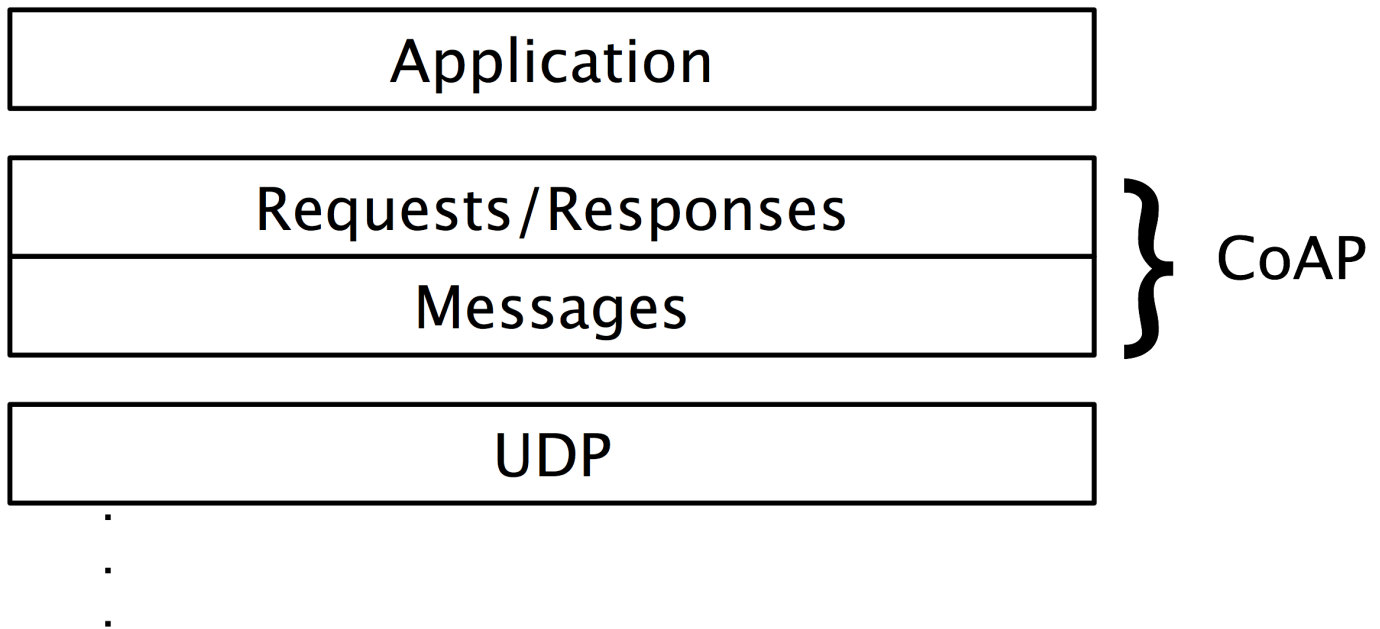 Application
Requests/Responses
CoAP
Messages
UDP